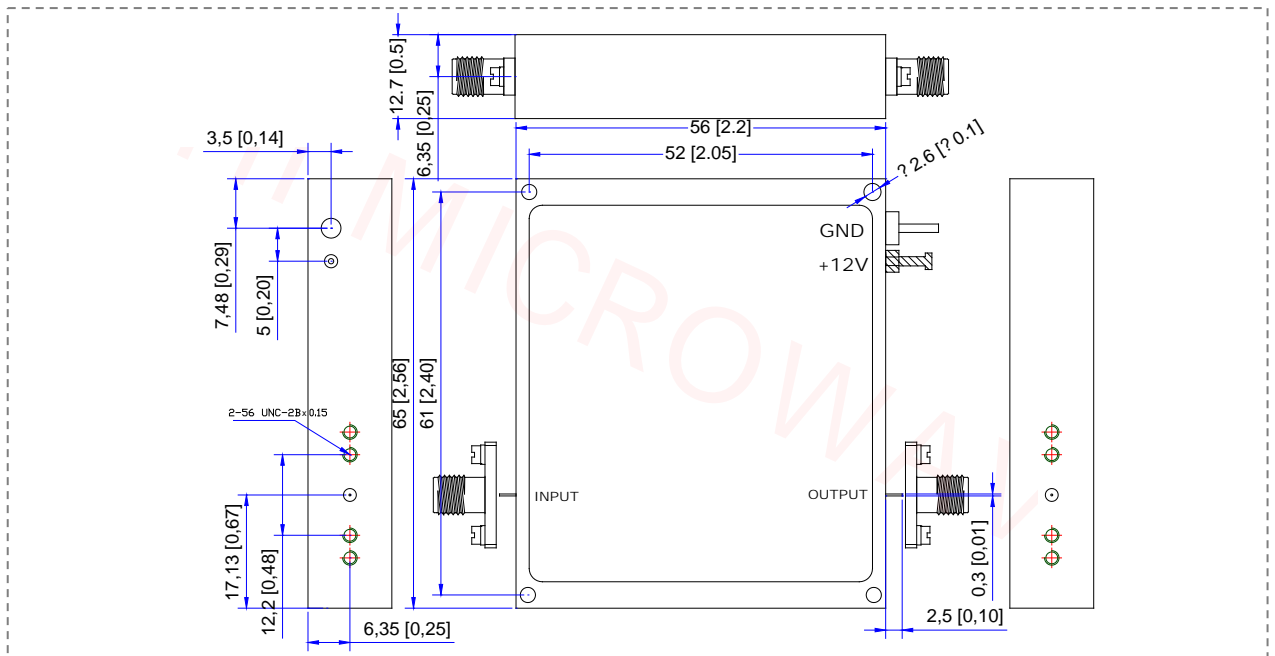 12.7 [0.5]
6,35 [0,25]
56 [2.2]
52 [2.05]
? 2.6 [? 0.1]
3,5 [0,14]
7,48 [0,29]
5 [0,20]
GND
+12V
65 [2,56]
61 [2,40]
2-56 UNC-2Bx0.15
INPUT
OUTPUT
17,13 [0,67]
12,2 [0,48]
6,35 [0,25]
0,3 [0,01]
2,5 [0,10]
MICROWAV